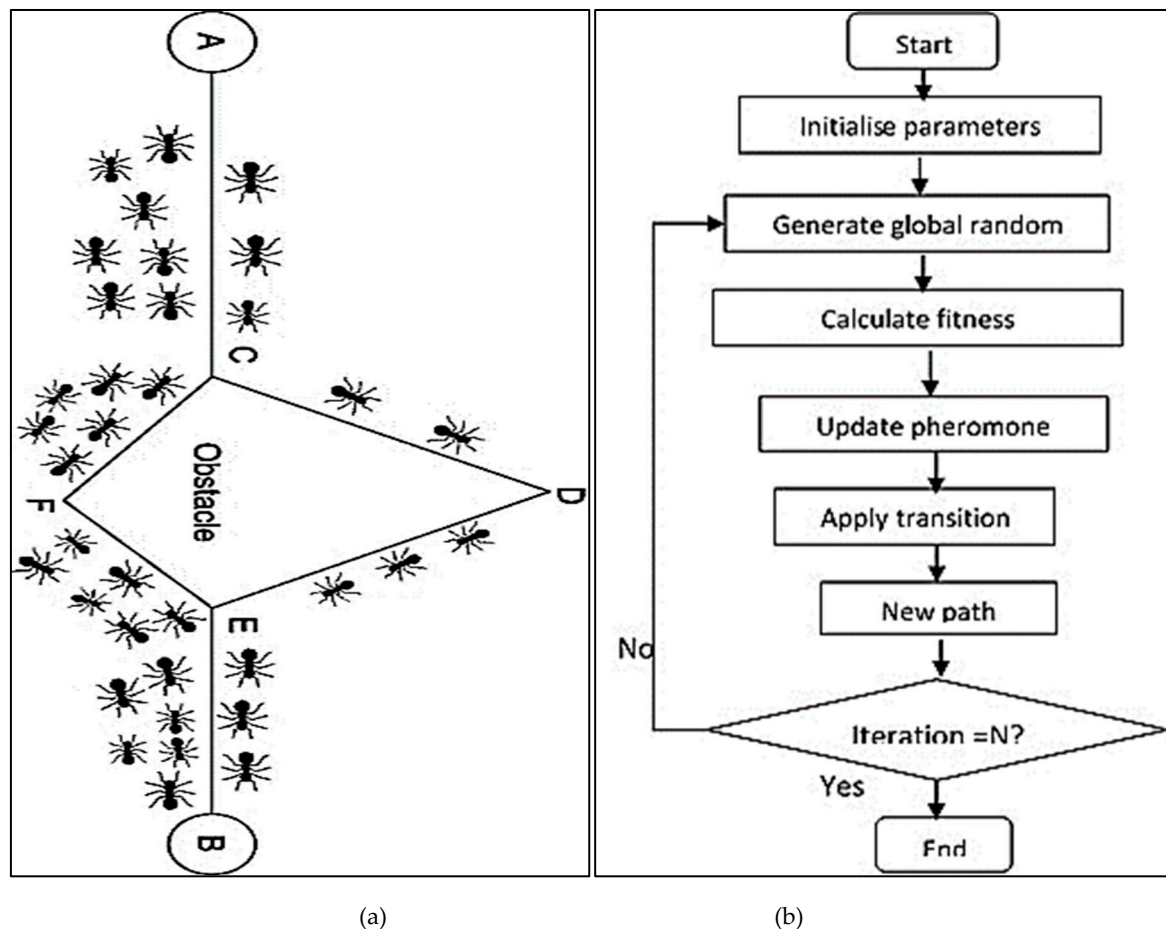 A
C
Obstacle
D
F
E
B
(a)
Start
Initialise parameters
Generate global random
Calculate fitness
Update pheromone
Apply transition
New path
No
Iteration =N?
Yes
End
(b)